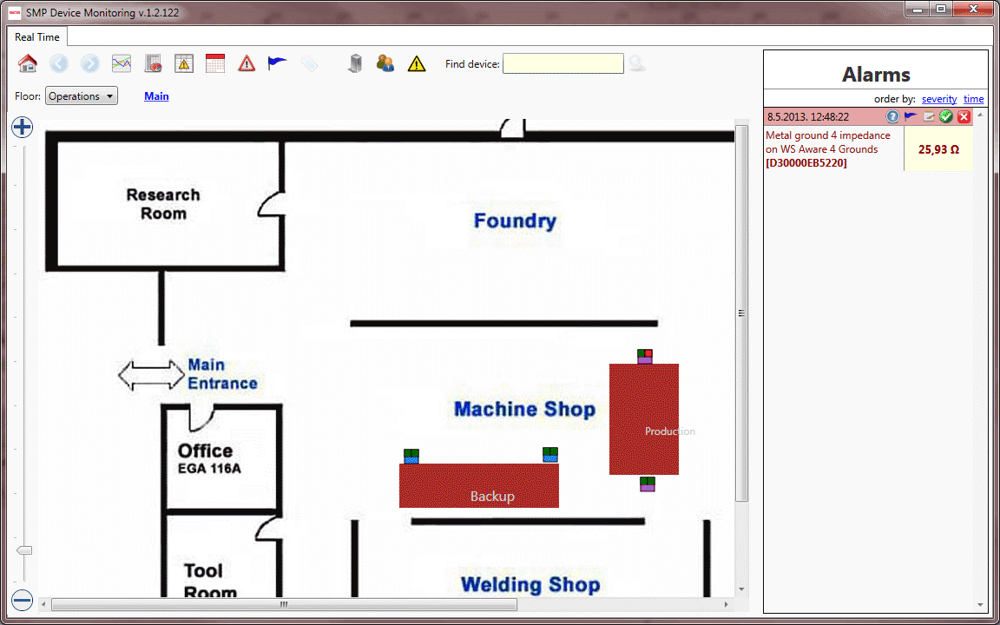 SMP Device Monitoring v.1.2.122
Real Time
Find device:
Floor: Operations Main
Alarms
order by: severity time
8.5.2013. 12:48:22
Metal ground 4 impedance
on WS Aware 4 Grounds
[D30000EB5220]
25,93 Ω
Research
Room
Foundry
Main
Entrance
Machine Shop
Production
Office
EGA 116A
Backup
Tool
Room
Welding Shop